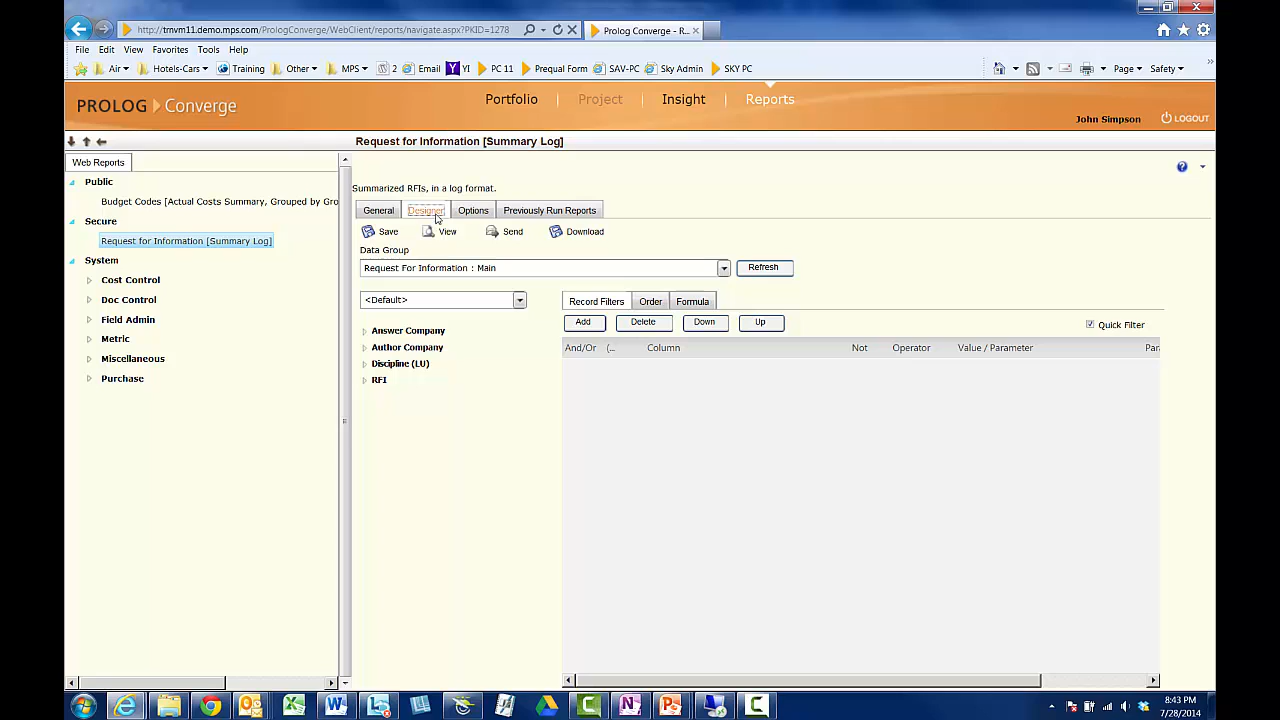 http://tmvm11.demo.mps.com/PrologConverge/WebClient/reports/navigate.aspx?PKID=1278
Prolog Converge - R...
File Edit View Favorites Tools Help
Air Hotels-Cars Training Other MPS 2 Email YI PC 11 Prequal Form SAV-PC Sky Admin SKY PC
Page Safety
PROLOG Converge
Portfolio Project Insight Reports
John Simpson LOGOUT
Request for Information [Summary Log]
Web Reports
Public
Budget Codes [Actual Costs Summary, Grouped by Gro
Secure
Request for Information [Summary Log]
System
Cost Control
Doc Control
Field Admin
Metric
Miscellaneous
Purchase
Summarized RFIs, in a log format.
General Designer Options Previously Run Reports
Save View Send Download
Data Group
Request For Information : Main
Refresh
<Default>
Answer Company
Author Company
Discipline (LU)
RFI
Record Filters Order Formula
Add Delete Down Up
Quick Filter
And/Or (... Column Not Operator Value / Parameter Par
8:43 PM
7/28/2014